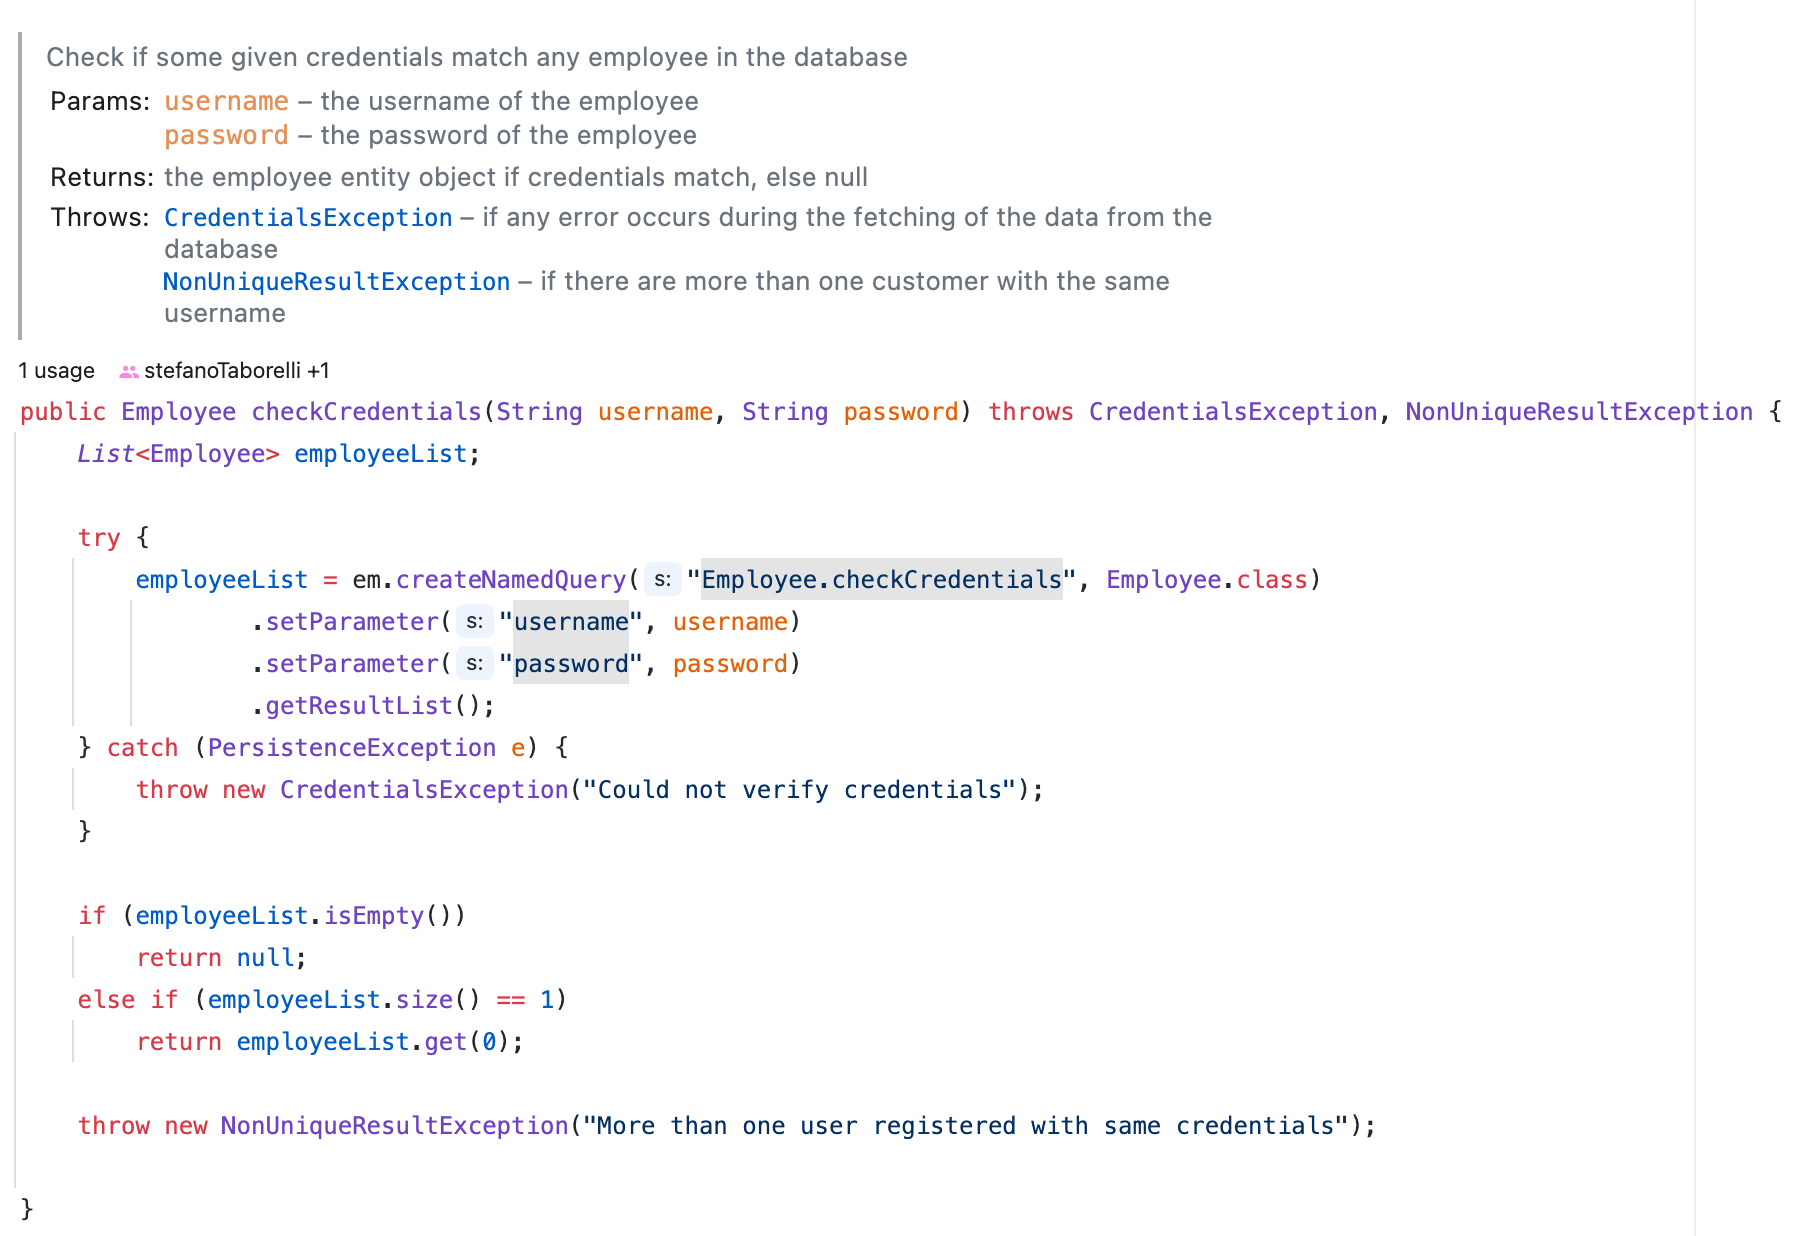 Check if some given credentials match any employee in the database
Params: username – the username of the employee
password – the password of the employee
Returns: the employee entity object if credentials match, else null
Throws: CredentialsException – if any error occurs during the fetching of the data from the
database
NonUniqueResultException – if there are more than one customer with the same
username
1 usage stefanoTaborelli +1
public Employee checkCredentials(String username, String password) throws CredentialsException, NonUniqueResultException {
    List<Employee> employeeList;
    try {
        employeeList = em.createNamedQuery( s: "Employee.checkCredentials", Employee.class)
                .setParameter( s: "username", username)
                .setParameter( s: "password", password)
                .getResultList();
    } catch (PersistenceException e) {
        throw new CredentialsException("Could not verify credentials");
    }
    if (employeeList.isEmpty())
        return null;
    else if (employeeList.size() == 1)
        return employeeList.get(0);
    throw new NonUniqueResultException("More than one user registered with same credentials");
}